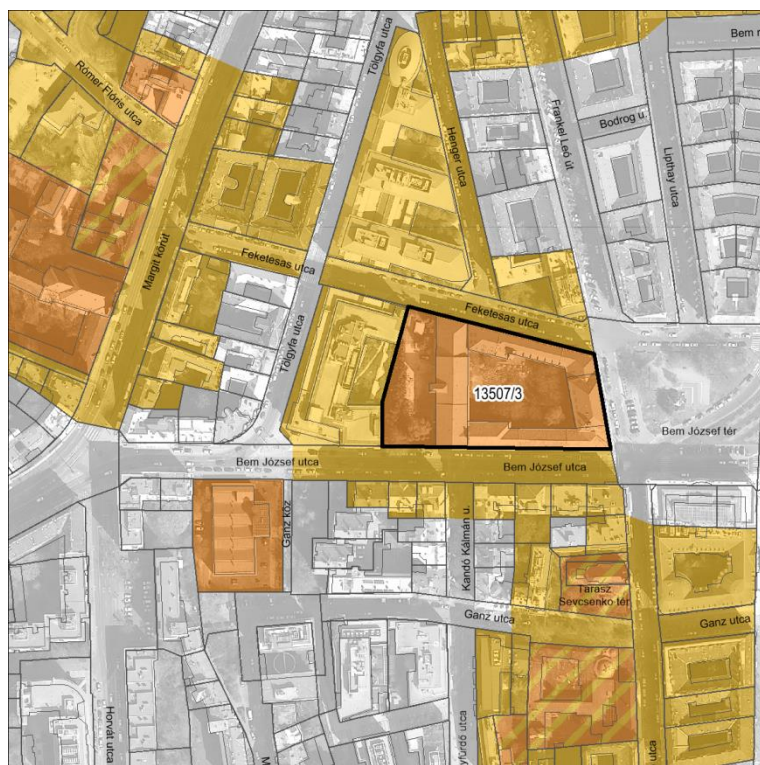 Tölgyfa utca
Bem r
Rómer Flóris utca
Bodrog u.
Henger utca
Frankel Leó út
Lipthay utca
Margit körút
Feketesas utca
Feketesas utca
Tölgyfa utca
13507/3
Bem József tér
Bem József utca
Bem József utca
Ganz köz
Kandó Kálmán u.
Tarasz
Sevcsenko tér
Ganz utca
Ganz utca
Horvát utca
M
yfürdő utca
utca